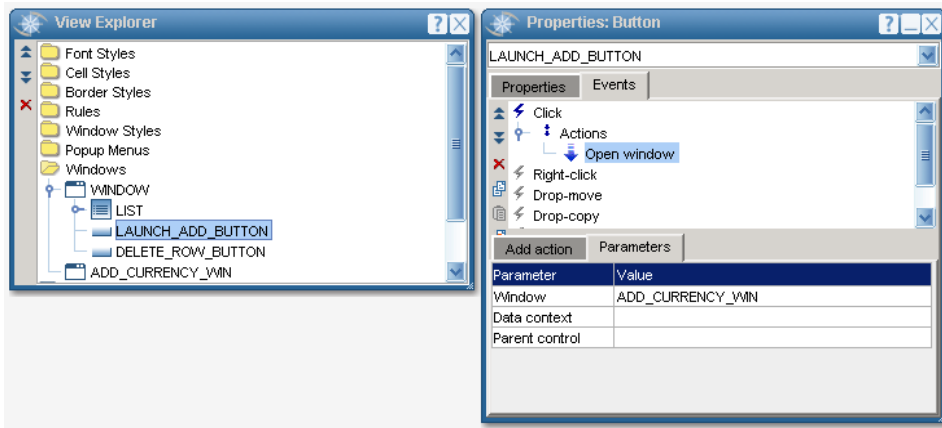 View Explorer
Font Styles
Cell Styles
Border Styles
Rules
Window Styles
Popup Menus
Windows
WINDOW
LIST
LAUNCH_ADD_BUTTON
DELETE_ROW_BUTTON
ADD_CURRENCY_WIN
Properties: Button
LAUNCH_ADD_BUTTON
Properties Events
Click
Actions
Open window
Right-click
Drop-move
Drop-copy
Add action Parameters
Parameter Value
Window ADD_CURRENCY_WIN
Data context
Parent control